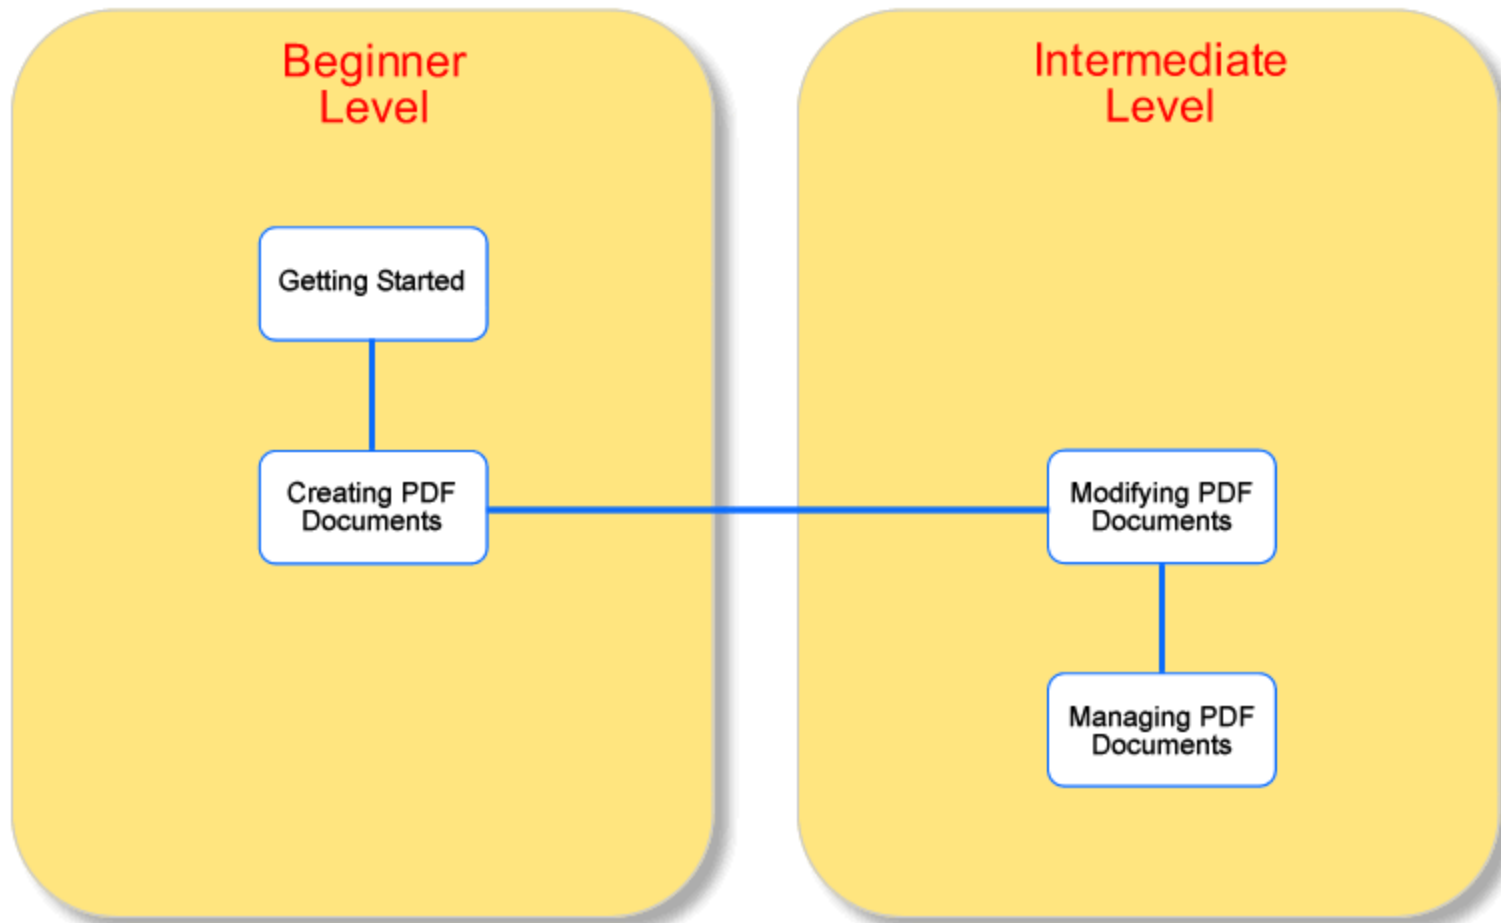 Beginner
Level
Getting Started
Creating PDF
Documents
Intermediate
Level
Modifying PDF
Documents
Managing PDF
Documents